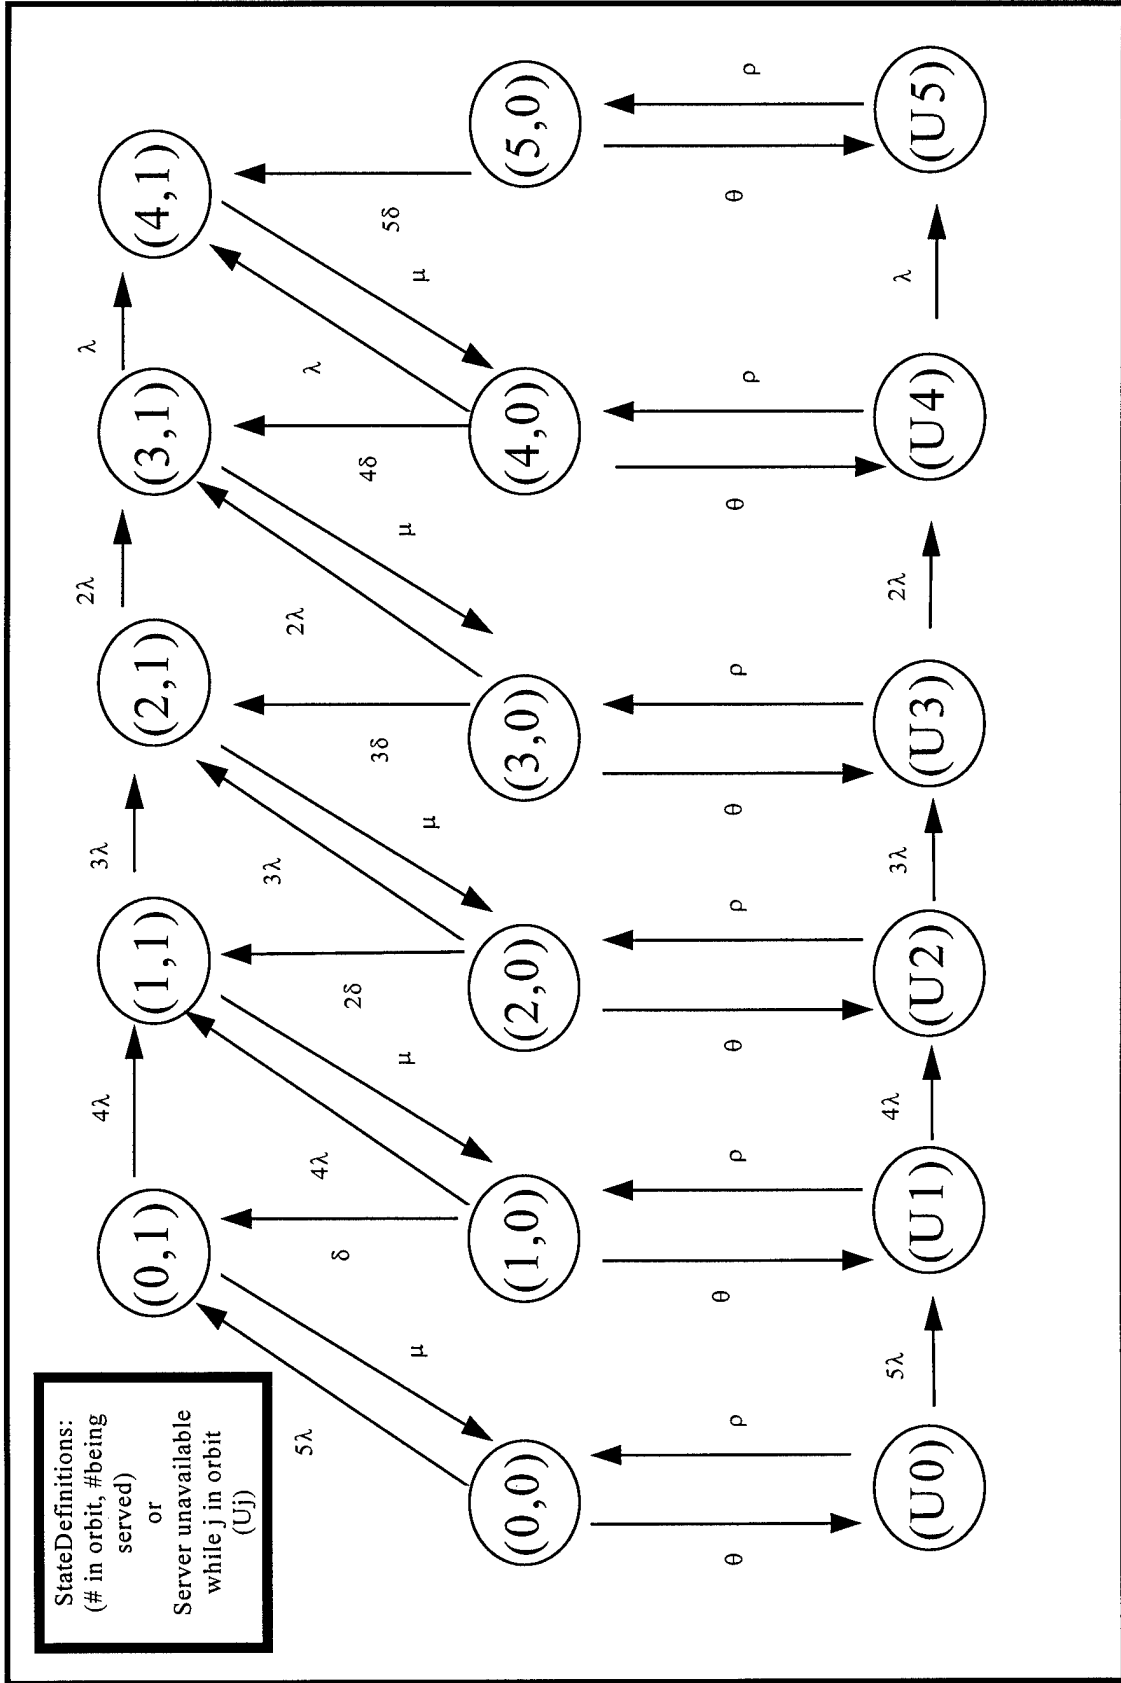 StateDefinitions:
(# in orbit, #being
served)
or
Server unavailable
while j in orbit
(Uj)
(0,1)
4λ
(1,1)
3λ
(2,1)
2λ
(3,1)
λ
(4,1)
5λ
μ
δ
4λ
μ
2δ
3λ
μ
3δ
2λ
μ
4δ
λ
μ
5δ
(0,0)
(1,0)
(2,0)
(3,0)
(4,0)
(5,0)
θ
ρ
θ
ρ
θ
ρ
θ
ρ
θ
ρ
θ
ρ
(U0)
5λ
(U1)
4λ
(U2)
3λ
(U3)
2λ
(U4)
λ
(U5)